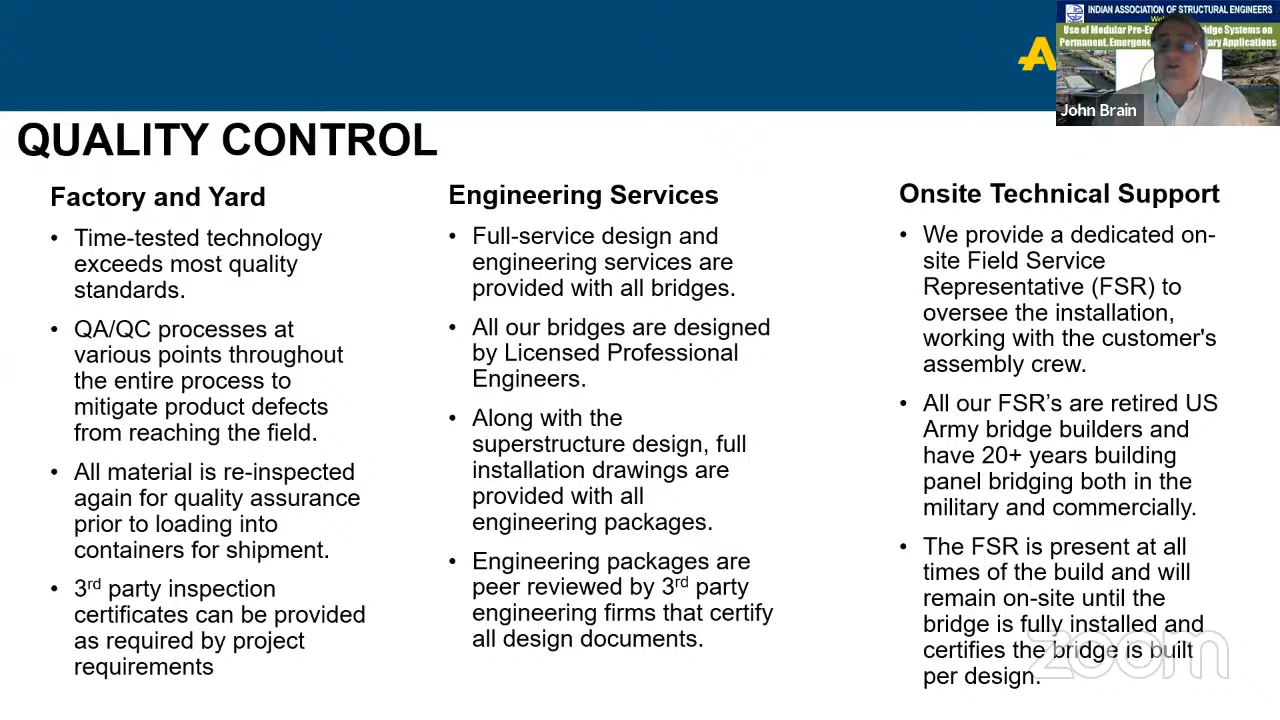 INDIAN ASSOCIATION OF STRUCTURAL ENGINEERS
Use of Modular
Permanent,
John Brain
QUALITY CONTROL
Factory and Yard
• Time-tested technology
exceeds most quality
standards.
• QA/QC processes at
various points throughout
the entire process to
mitigate product defects
from reaching the field.
• All material is re-inspected
again for quality assurance
prior to loading into
containers for shipment.
• 3rd party inspection
certificates can be provided
as required by project
requirements
Engineering Services
• Full-service design and
engineering services are
provided with all bridges.
• All our bridges are designed
by Licensed Professional
Engineers.
• Along with the
superstructure design, full
installation drawings are
provided with all
engineering packages.
• Engineering packages are
peer reviewed by 3rd party
engineering firms that certify
all design documents.
Onsite Technical Support
• We provide a dedicated on-
site Field Service
Representative (FSR) to
oversee the installation,
working with the customer's
assembly crew.
• All our FSR’s are retired US
Army bridge builders and
have 20+ years building
panel bridging both in the
military and commercially.
• The FSR is present at all
times of the build and will
remain on-site until the
bridge is fully installed and
certifies the bridge is built
per design.
zoom